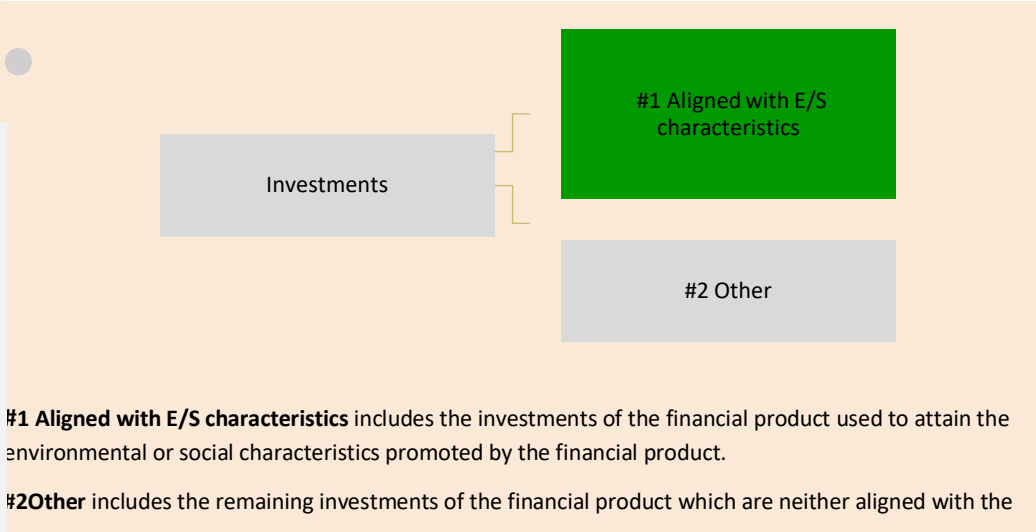 #1 Aligned with E/S
characteristics
Investments
#2 Other
#1 Aligned with E/S characteristics includes the investments of the financial product used to attain the
environmental or social characteristics promoted by the financial product.
#2Other includes the remaining investments of the financial product which are neither aligned with the